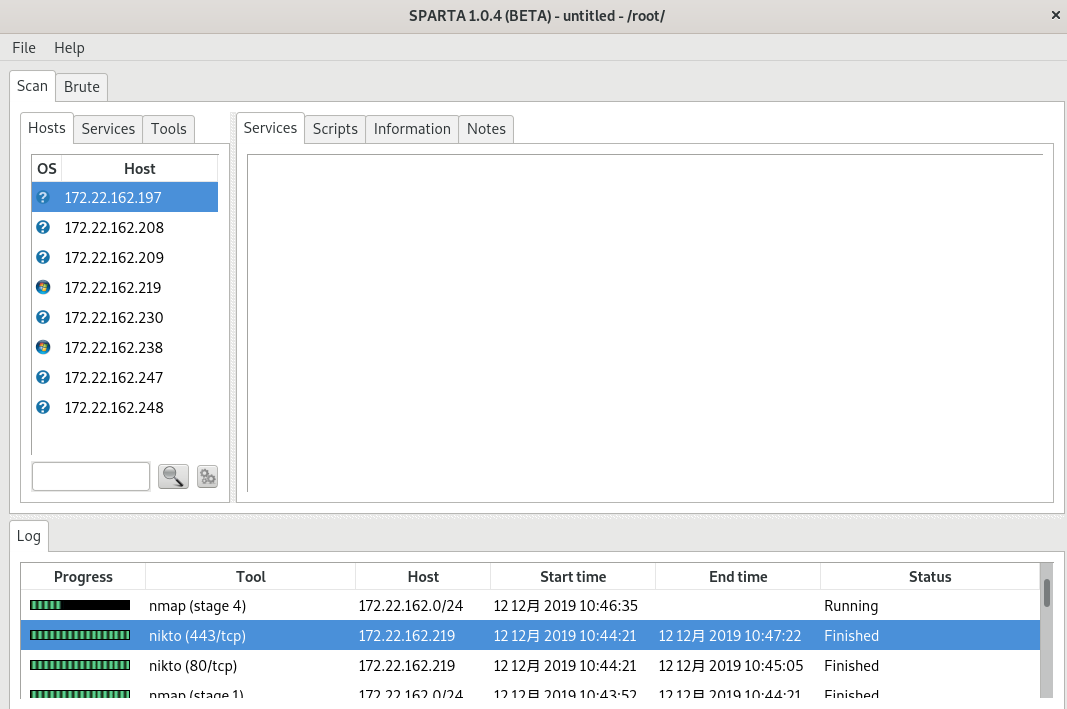 SPARTA 1.0.4 (BETA) - untitled - /root/
File Help
Scan Brute
Hosts Services Tools
Services Scripts Information Notes
OS Host
172.22.162.197
172.22.162.208
172.22.162.209
172.22.162.219
172.22.162.230
172.22.162.238
172.22.162.247
172.22.162.248
Log
Progress Tool Host Start time End time Status
nmap (stage 4) 172.22.162.0/24 12 12月 2019 10:46:35 Running
nikto (443/tcp) 172.22.162.219 12 12月 2019 10:44:21 12 12月 2019 10:47:22 Finished
nikto (80/tcp) 172.22.162.219 12 12月 2019 10:44:21 12 12月 2019 10:45:05 Finished
nmap (stage 1) 172.22.162.0/24 12 12月 2019 10:43:52 12 12月 2019 10:44:21 Finished